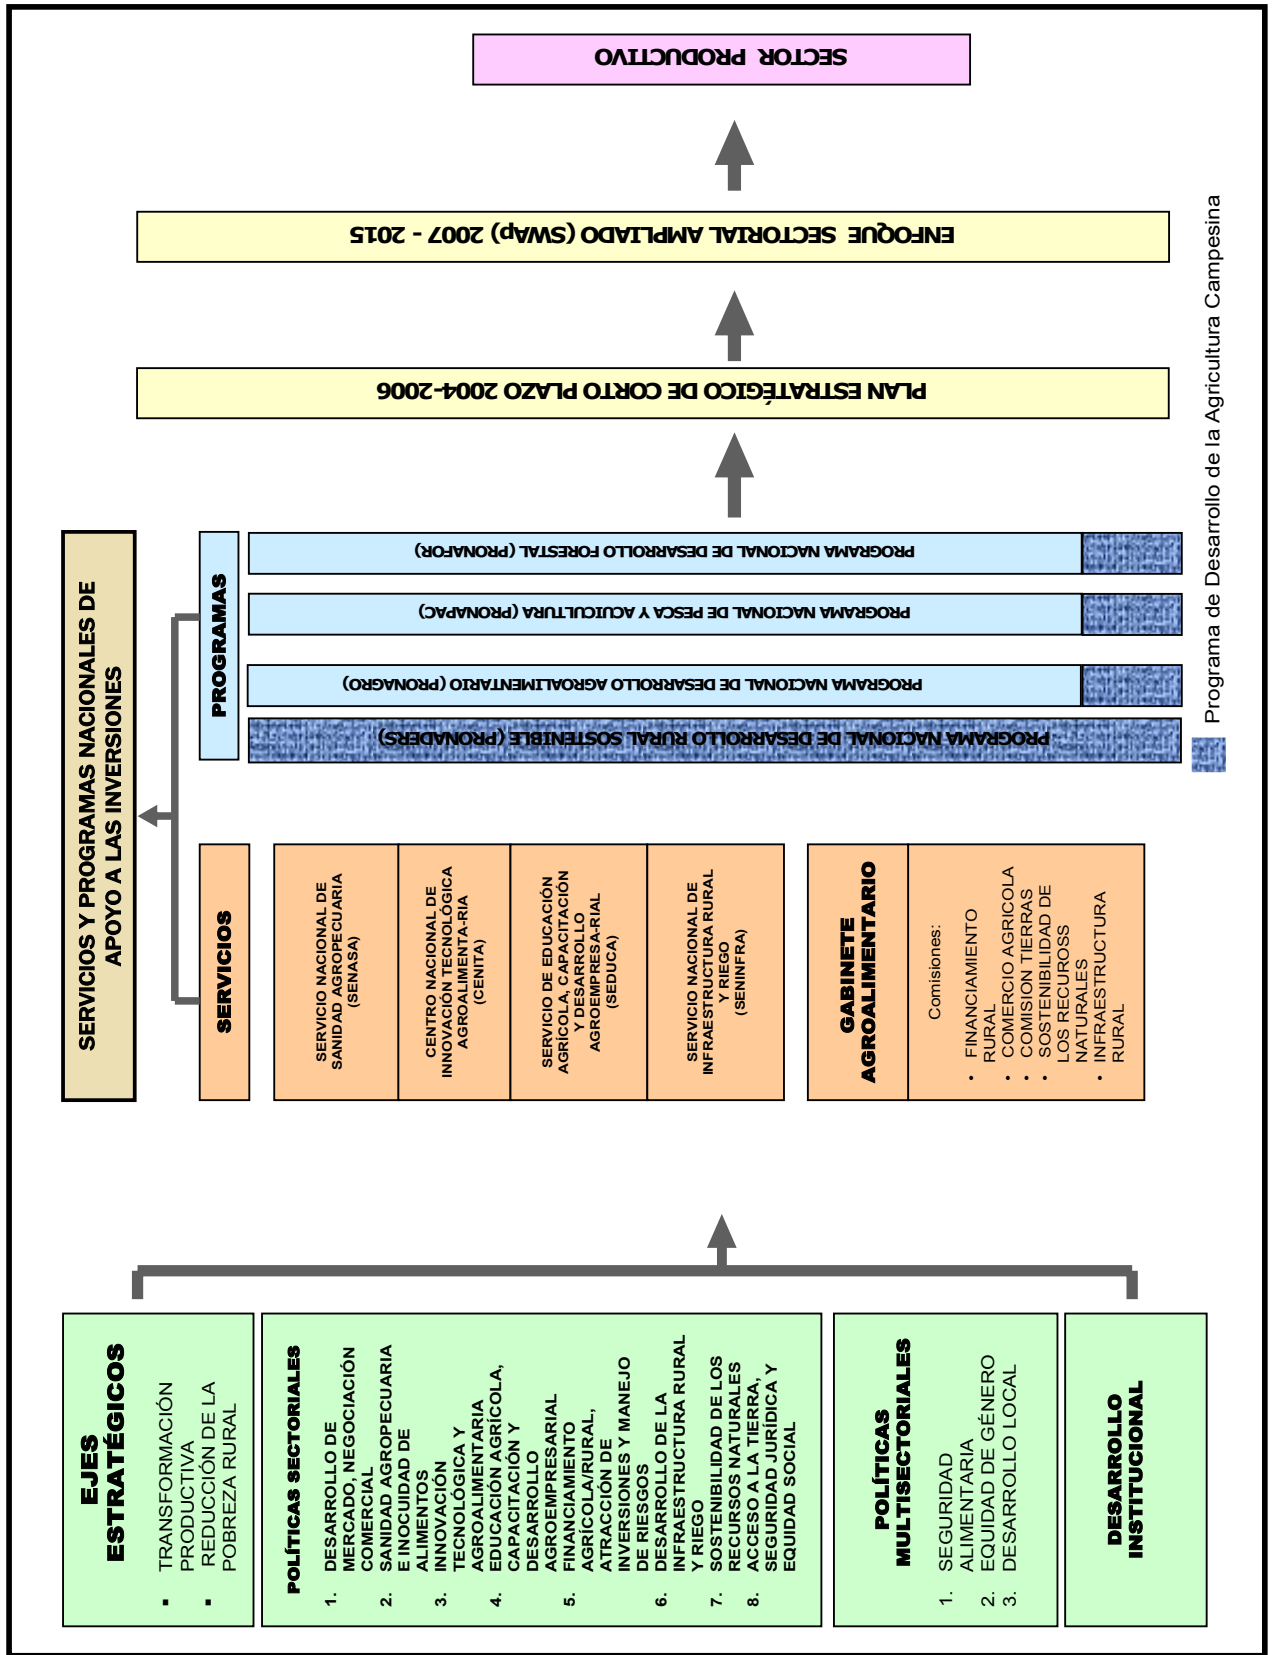 EJES
ESTRATÉGICOS
▪ TRANSFORMACIÓN
PRODUCTIVA
▪ REDUCCIÓN DE LA
POBREZA RURAL
POLÍTICAS SECTORIALES
1. DESARROLLO DE
MERCADO, NEGOCIACIÓN
COMERCIAL
2. SANIDAD AGROPECUARIA
E INOCUIDAD DE
ALIMENTOS
3. INNOVACIÓN
TECNOLÓGICA Y
AGROALIMENTARIA
4. EDUCACIÓN AGRÍCOLA,
CAPACITACIÓN Y
DESARROLLO
AGROEMPRESARIAL
5. FINANCIAMIENTO
AGRÍCOLA/RURAL,
ATRACCIÓN DE
INVERSIONES Y MANEJO
DE RIESGOS
6. DESARROLLO DE LA
INFRAESTRUCTURA RURAL
Y RIEGO
7. SOSTENIBILIDAD DE LOS
RECURSOS NATURALES
8. ACCESO A LA TIERRA,
SEGURIDAD JURÍDICA Y
EQUIDAD SOCIAL
POLÍTICAS
MULTISECTORIALES
1. SEGURIDAD
ALIMENTARIA
2. EQUIDAD DE GÉNERO
3. DESARROLLO LOCAL
DESARROLLO
INSTITUCIONAL
SERVICIOS Y PROGRAMAS NACIONALES DE
APOYO A LAS INVERSIONES
SERVICIOS
SERVICIO NACIONAL DE
SANIDAD AGROPECUARIA
(SENASA)
CENTRO NACIONAL DE
INNOVACIÓN TECNOLÓGICA
AGROALIMENTA-RIA
(CENITA)
SERVICIO DE EDUCACIÓN
AGRÍCOLA, CAPACITACIÓN
Y DESARROLLO
AGROEMPRESA-RIAL
(SEDUCA)
SERVICIO NACIONAL DE
INFRAESTRUCTURA RURAL
Y RIEGO
(SENINFRA)
GABINETE
AGROALIMENTARIO
Comisiones:
• FINANCIAMIENTO
RURAL
• COMERCIO AGRICOLA
• COMISION TIERRAS
• SOSTENIBILIDAD DE
LOS RECUROSS
NATURALES
• INFRAESTRUCTURA
RURAL
PROGRAMAS
PROGRAMA NACIONAL DE DESARROLLO RURAL SOSTENIBLE (PRONADERS)
PROGRAMA NACIONAL DE DESARROLLO AGROALIMENTARIO (PRONAGRO)
PROGRAMA NACIONAL DE PESCA Y ACUICULTURA (PRONAPAC)
PROGRAMA NACIONAL DE DESARROLLO FORESTAL (PRONAFOR)
Programa de Desarrollo de la Agricultura Campesina
PLAN ESTRATÉGICO DE CORTO PLAZO 2004-2006
ENFOQUE SECTORIAL AMPLIADO (SWAp) 2007 - 2015
SECTOR PRODUCTIVO